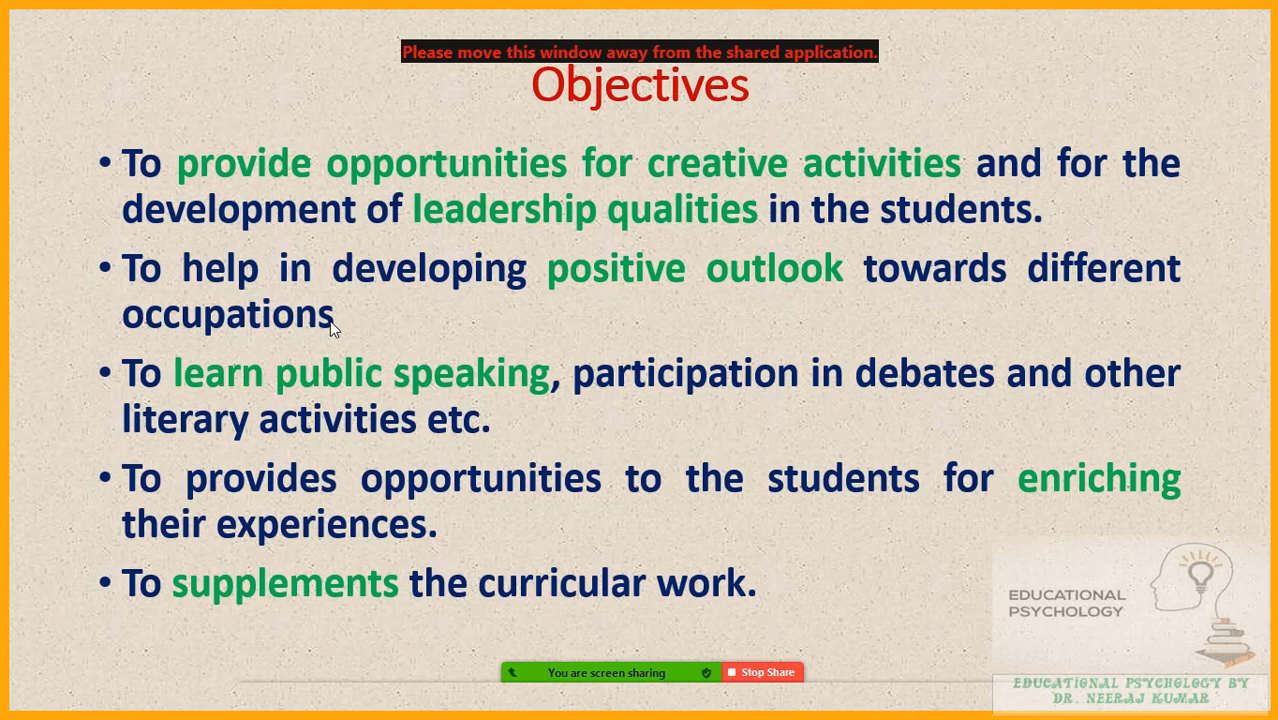 Please move this window away from the shared application.
Objectives
• To provide opportunities for creative activities and for the
development of leadership qualities in the students.
• To help in developing positive outlook towards different
occupations
• To learn public speaking, participation in debates and other
literary activities etc.
• To provides opportunities to the students for enriching
their experiences.
• To supplements the curricular work.
EDUCATIONAL
PSYCHOLOGY
You are screen sharing
Stop Share
EDUCATIONAL PSYCHOLOGY BY
DR. NEERAJ KUMAR